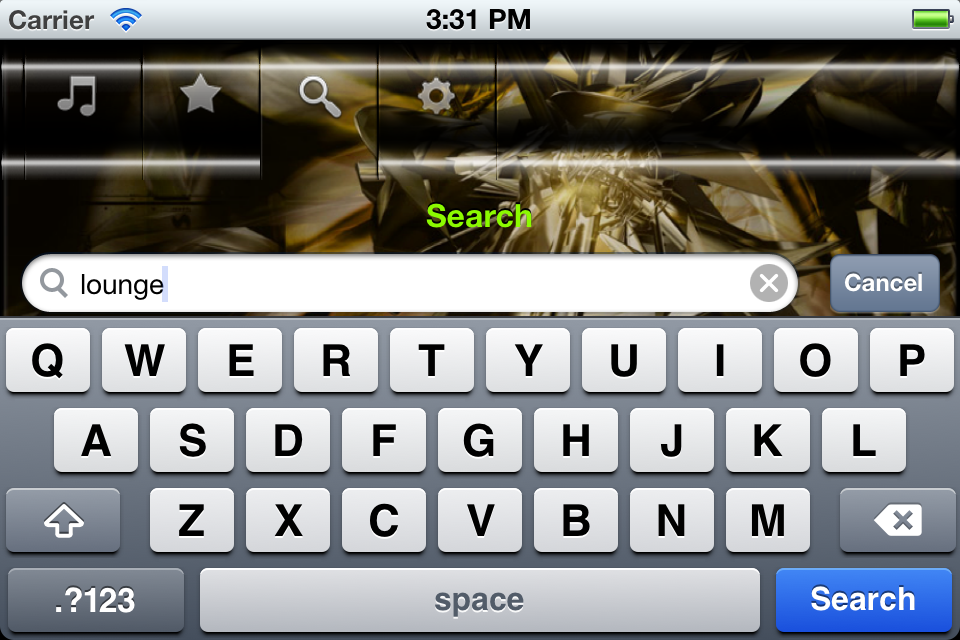 Carrier 3:31 PM
Search
lounge Cancel
Q W E R T Y U I O P
A S D F G H J K L
Z X C V B N M
.?123 space Search